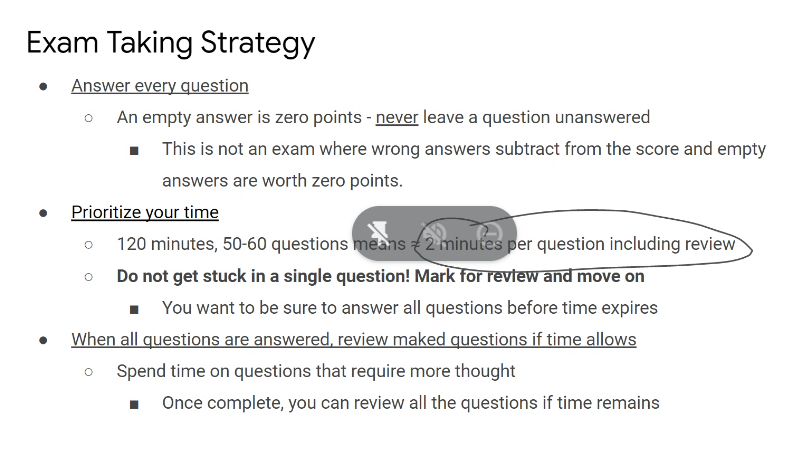 Exam Taking Strategy
● Answer every question
○ An empty answer is zero points - never leave a question unanswered
■ This is not an exam where wrong answers subtract from the score and empty
answers are worth zero points.
● Prioritize your time
○ 120 minutes, 50-60 questions means ≈ 2 minutes per question including review
○ Do not get stuck in a single question! Mark for review and move on
■ You want to be sure to answer all questions before time expires
● When all questions are answered, review maked questions if time allows
○ Spend time on questions that require more thought
■ Once complete, you can review all the questions if time remains